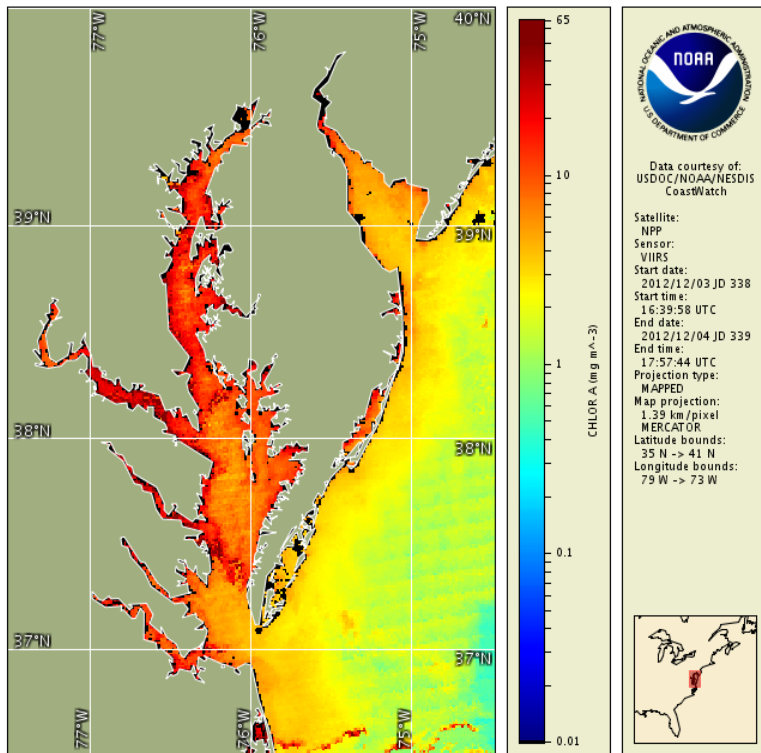 77°W
76°W
75°W
40°N
39°N
39°N
38°N
38°N
37°N
37°N
77°W
76°W
75°W
65
10
1
0.1
0.01
CHLOR A (mg m^-3)
NATIONAL OCEANIC AND ATMOSPHERIC ADMINISTRATION
NOAA
U.S. DEPARTMENT OF COMMERCE
Data courtesy of:
USDOC/NOAA/NESDIS
CoastWatch
Satellite:
NPP
Sensor:
VIIRS
Start date:
2012/12/03 JD 338
Start time:
16:39:58 UTC
End date:
2012/12/04 JD 339
End time:
17:57:44 UTC
Projection type:
MAPPED
Map projection:
1.39 km/pixel
MERCATOR
Latitude bounds:
35 N -> 41 N
Longitude bounds:
79 W -> 73 W